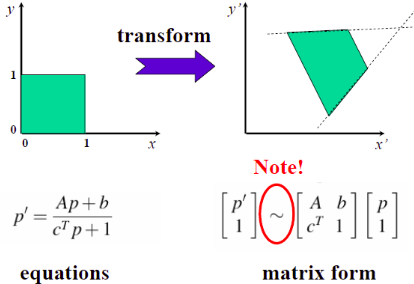 y
y'
transform
1
0
0
1
x
x'
Note!
p' = \frac{Ap + b}{c^T p + 1}
\begin{bmatrix} p' \\ 1 \end{bmatrix} \sim \begin{bmatrix} A & b \\ c^T & 1 \end{bmatrix} \begin{bmatrix} p \\ 1 \end{bmatrix}
equations
matrix form